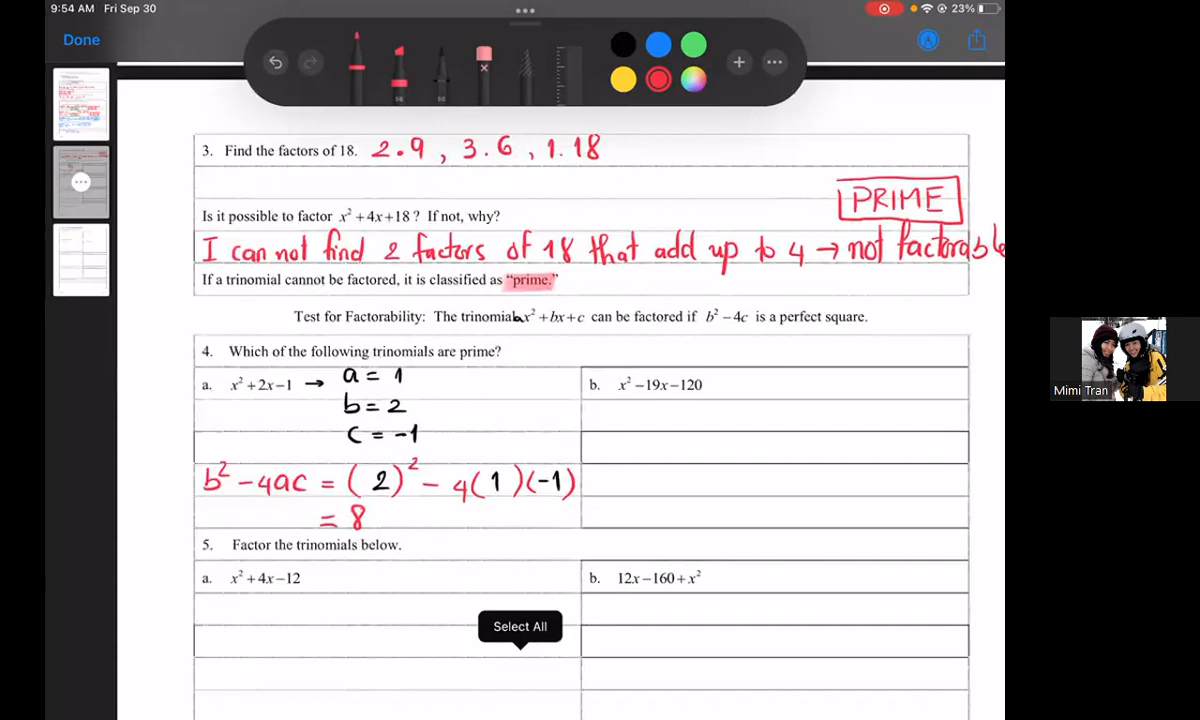 9:54 AM Fri Sep 30
23%
Done
3. Find the factors of 18. 2.9, 3.6, 1.18
PRIME
Is it possible to factor x² + 4x + 18? If not, why?
I can not find 2 factors of 18 that add up to 4 → not factorable
If a trinomial cannot be factored, it is classified as “prime.”
Test for Factorability: The trinomial ax² + bx + c can be factored if b² – 4c is a perfect square.
4. Which of the following trinomials are prime?
a. x² + 2x – 1 → a = 1
b = 2
c = -1
b² - 4ac = (2)² - 4(1)(-1)
= 8
b. x² – 19x – 120
5. Factor the trinomials below.
a. x² + 4x – 12
b. 12x – 160 + x²
Select All
Mimi Tran